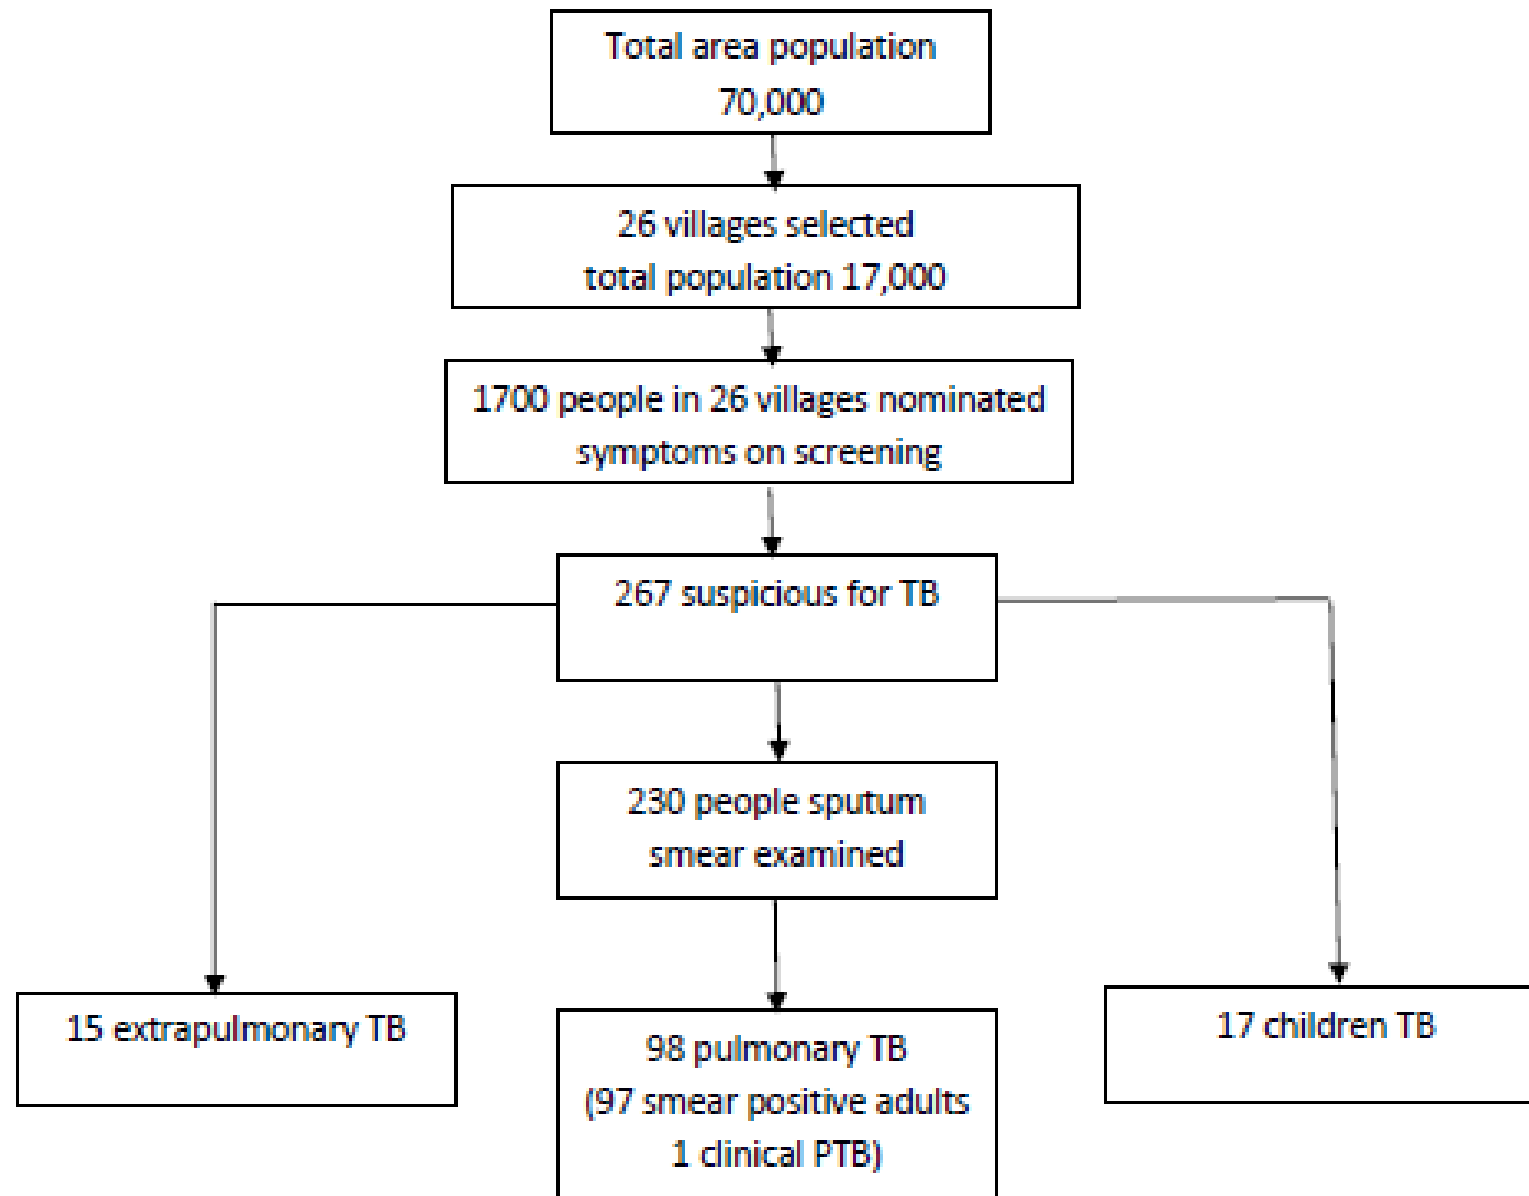 Total area population
70,000
26 villages selected
total population 17,000
1700 people in 26 villages nominated
symptoms on screening
267 suspicious for TB
230 people sputum
smear examined
15 extrapulmonary TB
98 pulmonary TB
(97 smear positive adults
1 clinical PTB)
17 children TB